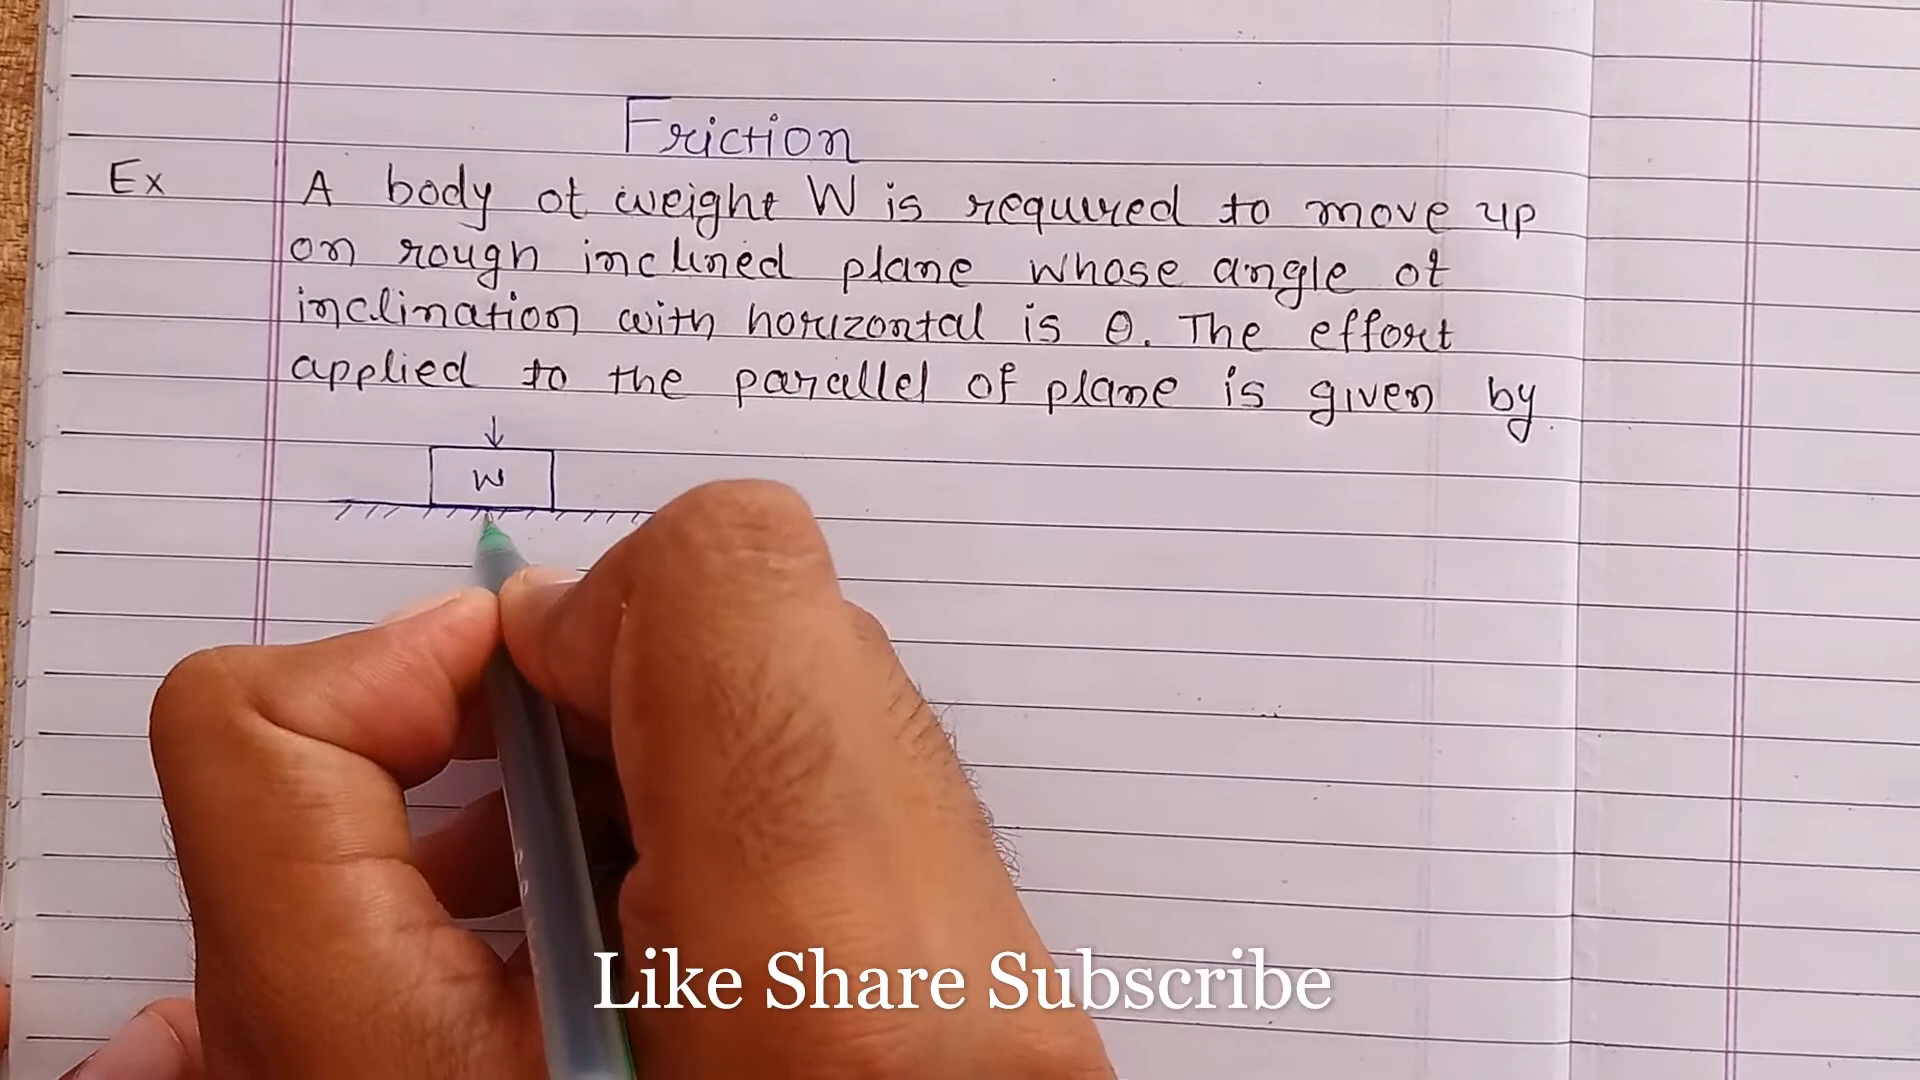 Friction
Ex A body of weight W is required to move up
on rough inclined plane whose angle of
inclination with horizontal is θ. The effort
applied to the parallel of plane is given by
W
Like Share Subscribe